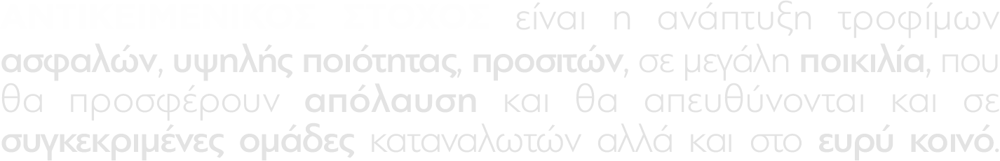 ΑΝΤΙΚΕΙΜΕΝΙΚΟΣ ΣΤΟΧΟΣ είναι η ανάπτυξη τροφίμων
ασφαλών, υψηλής ποιότητας, προσιτών, σε μεγάλη ποικιλία, που
θα προσφέρουν απόλαυση και θα απευθύνονται και σε
συγκεκριμένες ομάδες καταναλωτών αλλά και στο ευρύ κοινό.